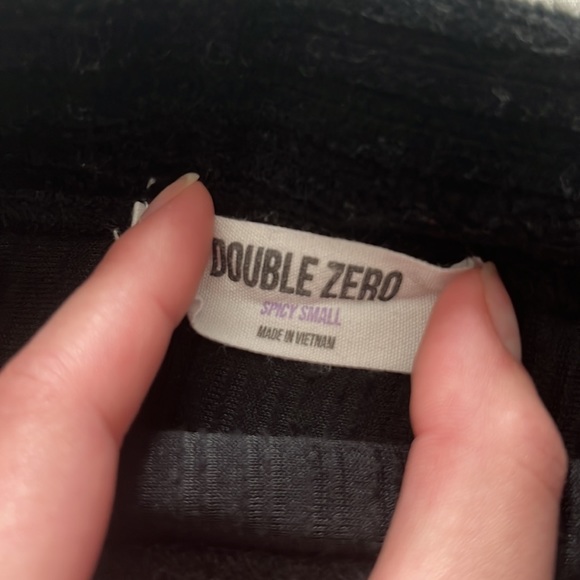 DOUBLE ZERO
SPICY SMALL
MADE IN VIETNAM